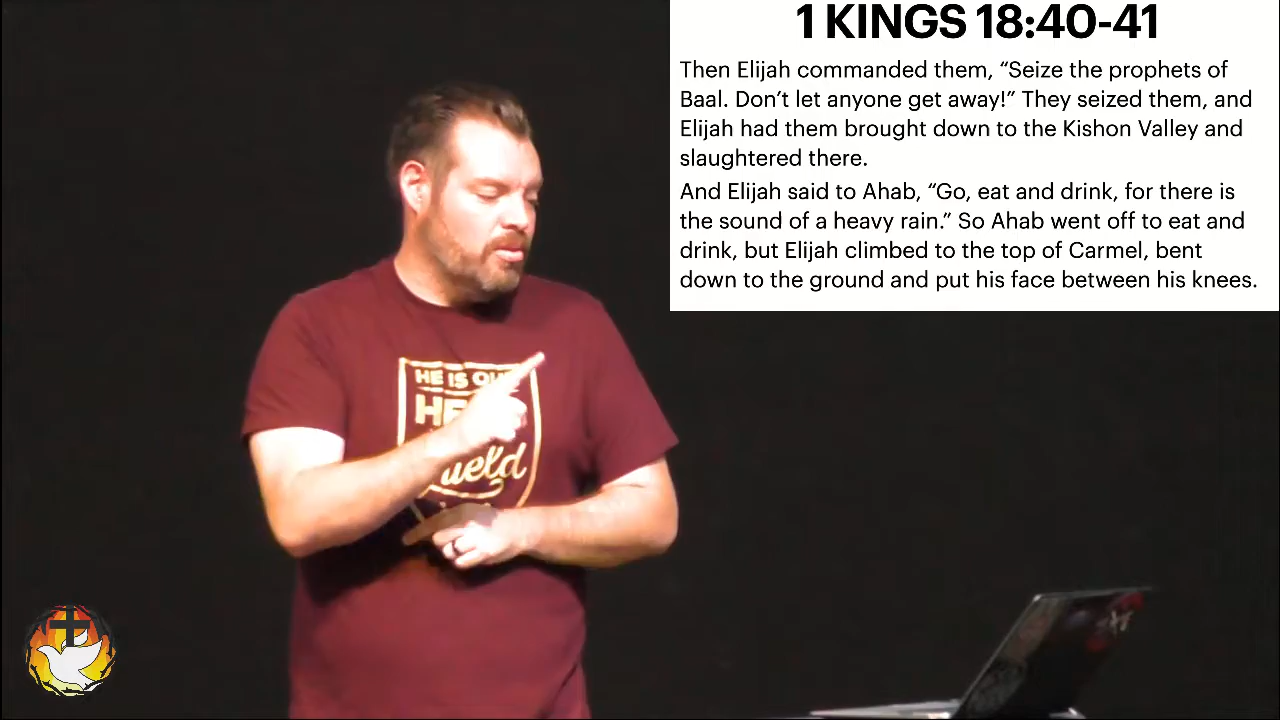 1 KINGS 18:40-41
Then Elijah commanded them, “Seize the prophets of
Baal. Don’t let anyone get away!” They seized them, and
Elijah had them brought down to the Kishon Valley and
slaughtered there.
And Elijah said to Ahab, “Go, eat and drink, for there is
the sound of a heavy rain.” So Ahab went off to eat and
drink, but Elijah climbed to the top of Carmel, bent
down to the ground and put his face between his knees.
HE IS